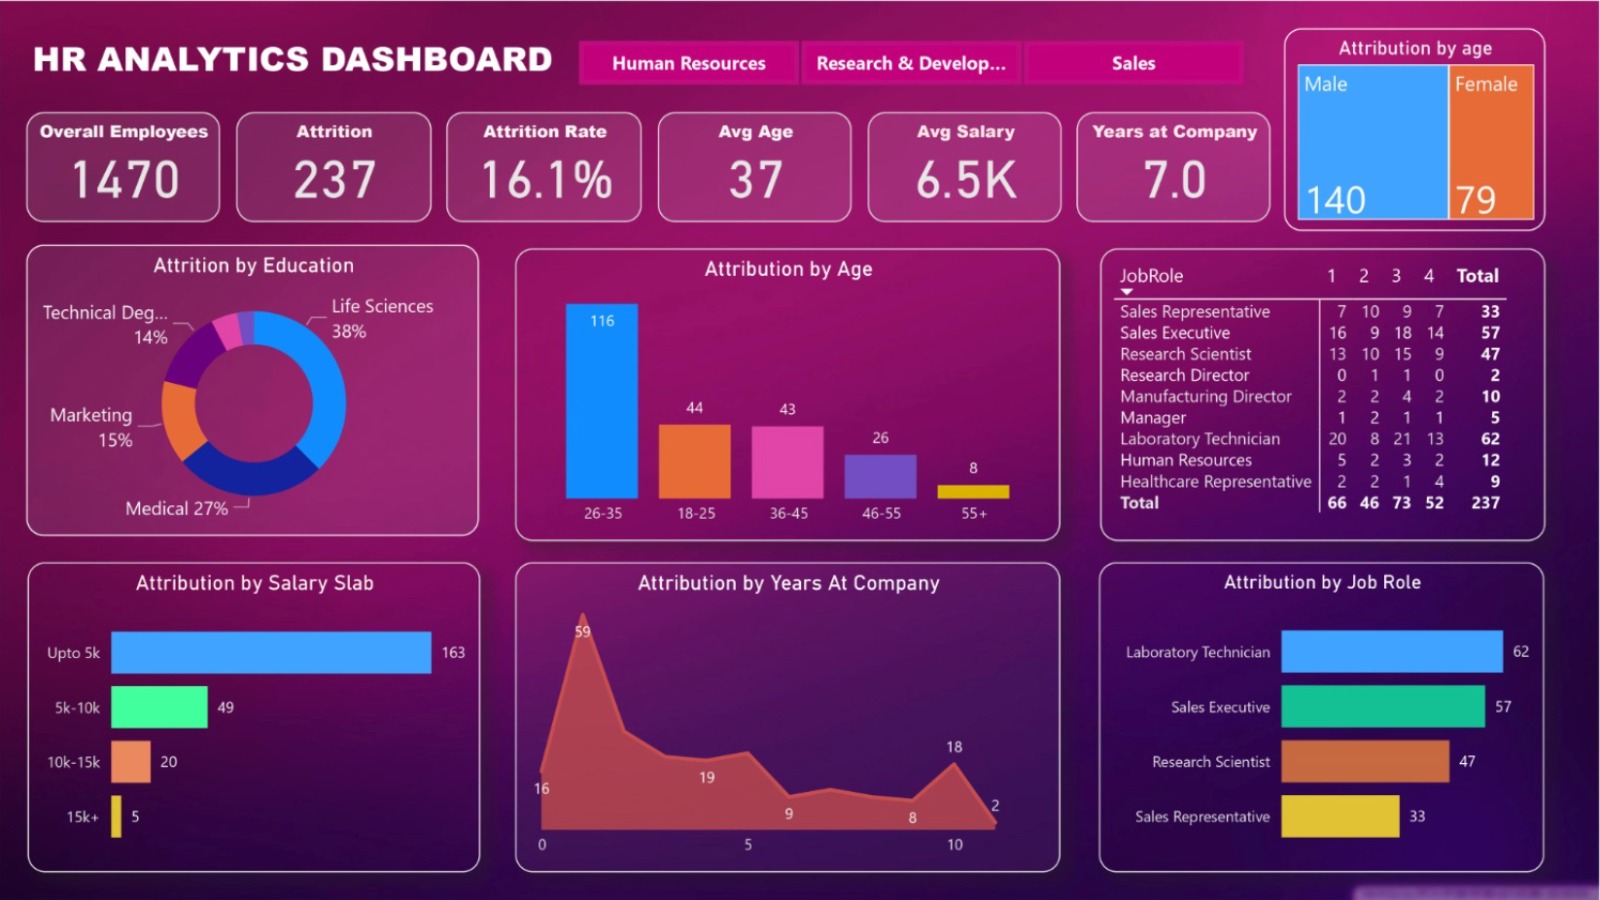 HR ANALYTICS DASHBOARD
Human Resources
Research & Develop...
Sales
Attribution by age
Male
Female
140
79
Overall Employees
1470
Attrition
237
Attrition Rate
16.1%
Avg Age
37
Avg Salary
6.5K
Years at Company
7.0
Attrition by Education
Life Sciences
38%
Technical Deg...
14%
Marketing
15%
Medical 27%
Attribution by Age
116
44
43
26
8
26-35
18-25
36-45
46-55
55+
JobRole 1 2 3 4 Total
Sales Representative 7 10 9 7 33
Sales Executive 16 9 18 14 57
Research Scientist 13 10 15 9 47
Research Director 0 1 1 0 2
Manufacturing Director 2 2 4 2 10
Manager 1 2 1 1 5
Laboratory Technician 20 8 21 13 62
Human Resources 5 2 3 2 12
Healthcare Representative 2 2 1 4 9
Total 66 46 73 52 237
Attribution by Salary Slab
Upto 5k 163
5k-10k 49
10k-15k 20
15k+ 5
Attribution by Years At Company
59
16
19
9
8
18
2
0 5 10
Attribution by Job Role
Laboratory Technician 62
Sales Executive 57
Research Scientist 47
Sales Representative 33